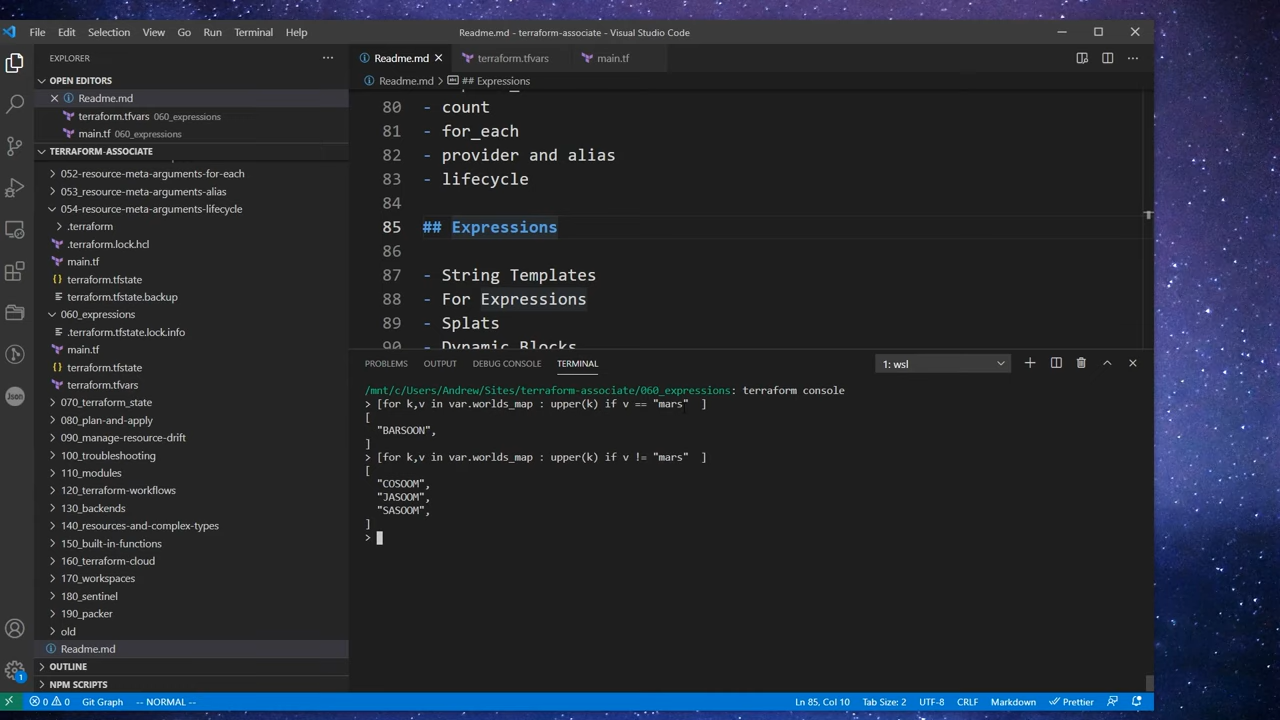 File Edit Selection View Go Run Terminal Help
Readme.md - terraform-associate - Visual Studio Code
EXPLORER
OPEN EDITORS
Readme.md
terraform.tfvars 060_expressions
main.tf 060_expressions
TERRAFORM-ASSOCIATE
052-resource-meta-arguments-for-each
053_resource-meta-arguments-alias
054-resource-meta-arguments-lifecycle
.terraform
.terraform.lock.hcl
main.tf
terraform.tfstate
terraform.tfstate.backup
060_expressions
.terraform.tfstate.lock.info
main.tf
terraform.tfstate
terraform.tfvars
070_terraform_state
080_plan-and-apply
090_manage-resource-drift
100_troubleshooting
110_modules
120_terraform-workflows
130_backends
140_resources-and-complex-types
150_built-in-functions
160_terraform-cloud
170_workspaces
180_sentinel
190_packer
old
Readme.md
OUTLINE
NPM SCRIPTS
Readme.md terraform.tfvars main.tf
Readme.md > ## Expressions
80 - count
81 - for_each
82 - provider and alias
83 - lifecycle
84
85 ## Expressions
86
87 - String Templates
88 - For Expressions
89 - Splats
90 - Dynamic Blocks
PROBLEMS OUTPUT DEBUG CONSOLE TERMINAL
1: wsl
/mnt/c/Users/Andrew/Sites/terraform-associate/060_expressions: terraform console
> [for k,v in var.worlds_map : upper(k) if v == "mars" ]
[
"BARSOON",
]
> [for k,v in var.worlds_map : upper(k) if v != "mars" ]
[
"COSOOM",
"JASOOM",
"SASOOM",
]
>
Json
1
0 0 Git Graph -- NORMAL --
Ln 85, Col 10 Tab Size: 2 UTF-8 CRLF Markdown Prettier